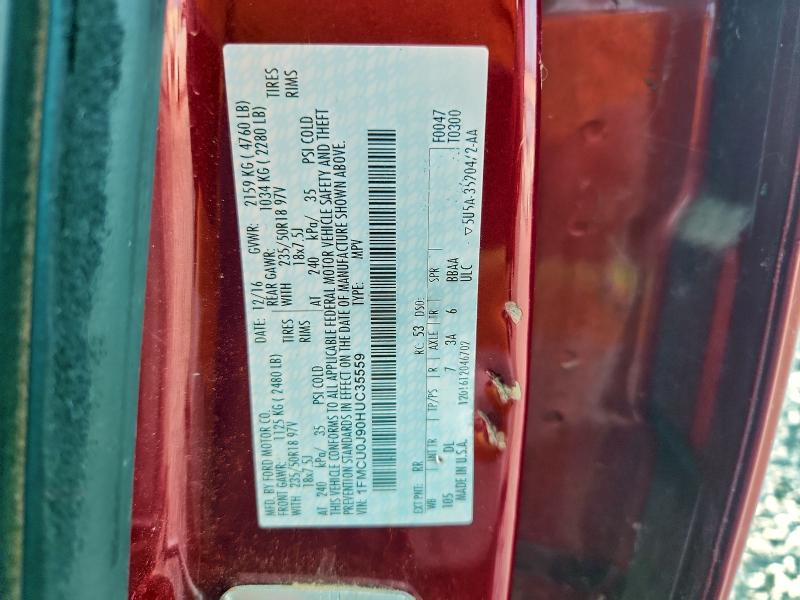 MFD. BY FORD MOTOR CO. DATE: 12/16 GVWR: 2159 KG ( 4760 LB)
FRONT GAWR: 1125 KG ( 2480 LB) REAR GAWR: 1034 KG ( 2280 LB)
WITH 235/50R18 97V TIRES WITH 235/50R18 97V TIRES
18x7.5J RIMS 18x7.5J RIMS
AT 240 kPa/ 35 PSI COLD AT 240 kPa/ 35 PSI COLD
THIS VEHICLE CONFORMS TO ALL APPLICABLE FEDERAL MOTOR VEHICLE SAFETY AND THEFT
PREVENTION STANDARDS IN EFFECT ON THE DATE OF MANUFACTURE SHOWN ABOVE.
VIN: 1FMCU0J90HUC35559 TYPE: MPV
EXT PNT: RR RC: 53 DSO: F0047
WB INT TR TP/PS R AXLE TR SPR T0300
105 DL 7 3A 6 BBAA
MADE IN U.S.A. ULC